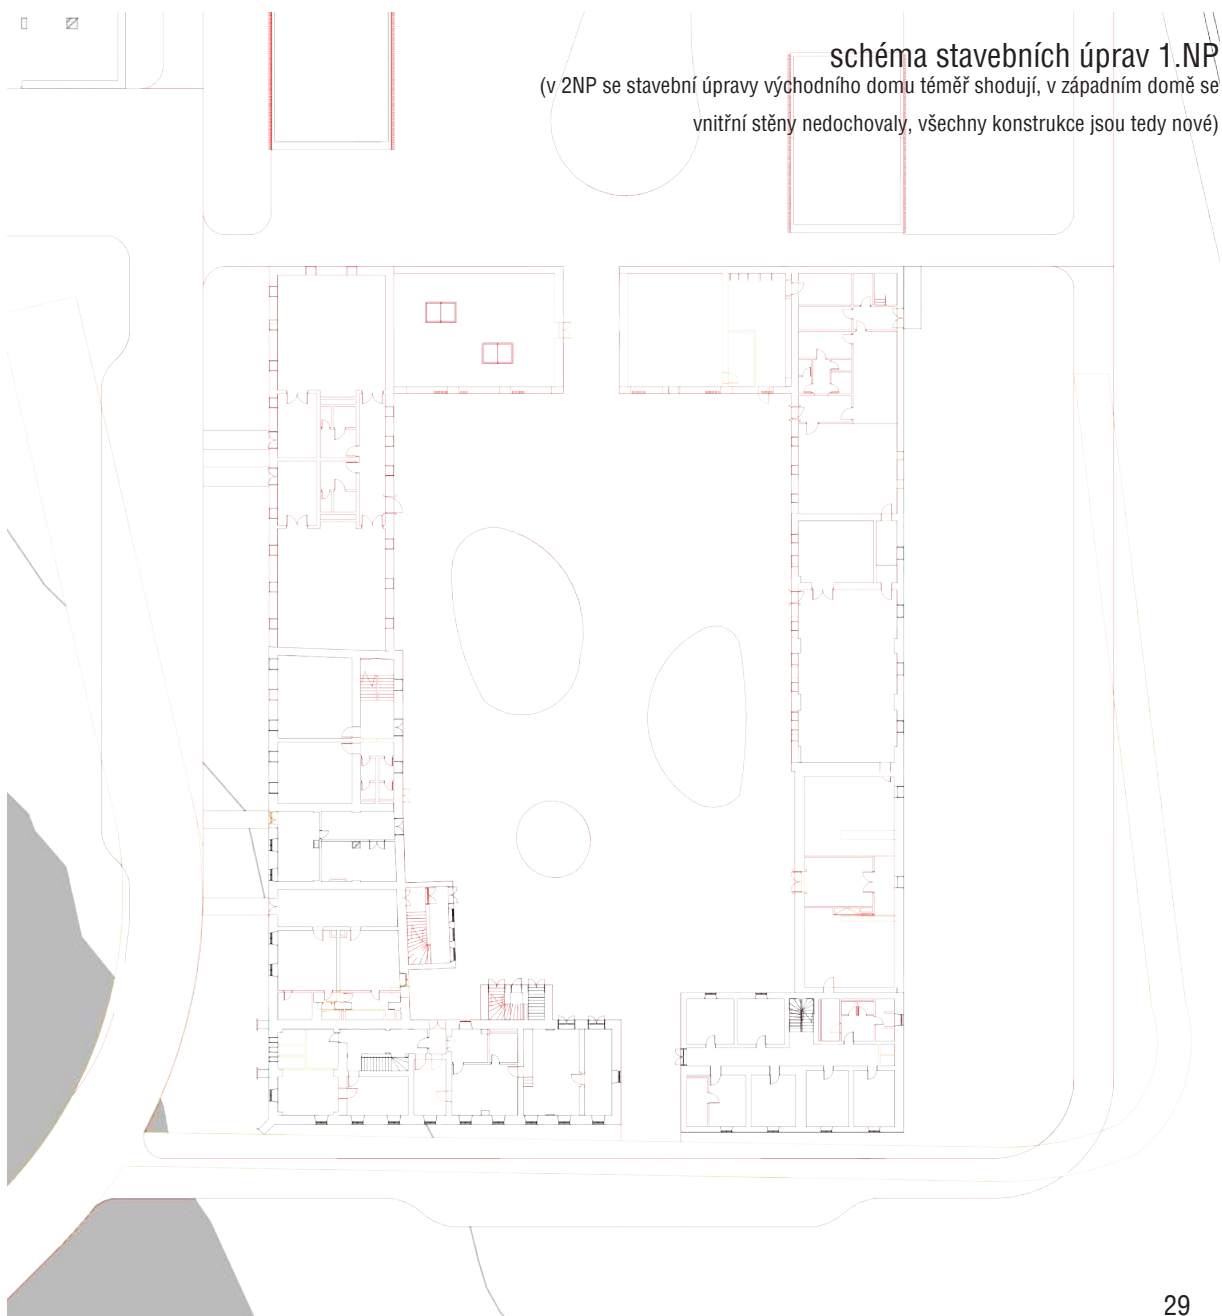 schéma stavebních úprav 1.NP
(v 2NP se stavební úpravy východního domu téměř shodují, v západním domě se
vnitřní stěny nedochovaly, všechny konstrukce jsou tedy nové)
29